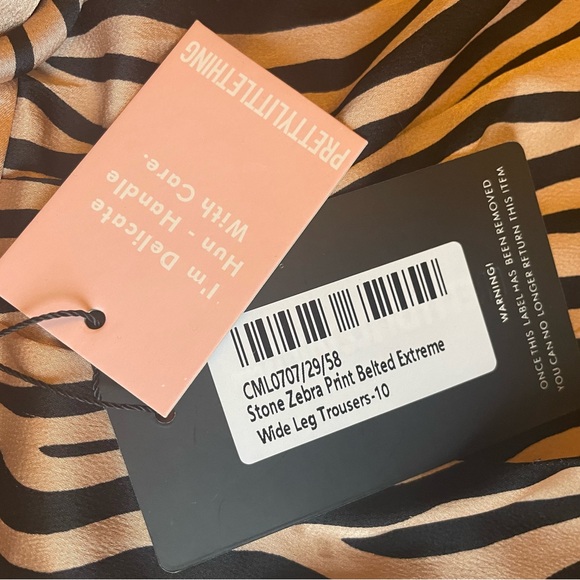 PRETTYLITTLETHING
I'm Delicate
Hun - Handle
With Care.
WARNING!
ONCE THIS LABEL HAS BEEN REMOVED
YOU CAN NO LONGER RETURN THIS ITEM
CML0707/29/58
Stone Zebra Print Belted Extreme
Wide Leg Trousers-10